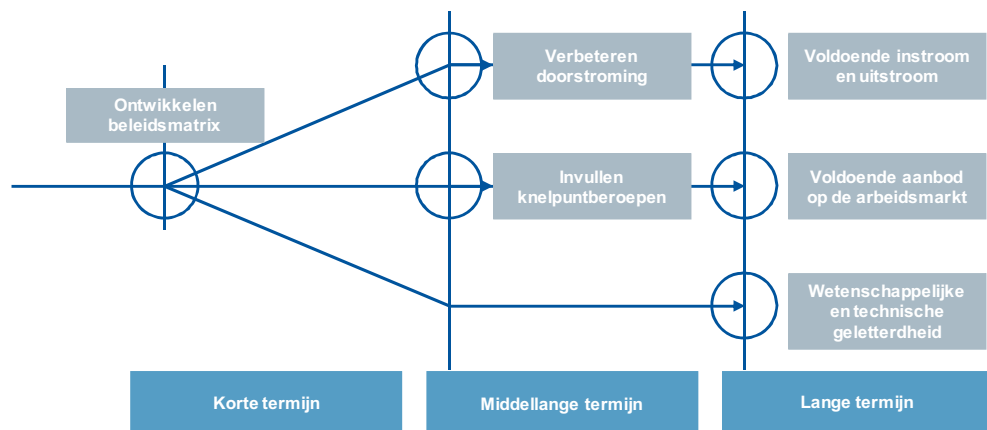 Ontwikkelen
beleidsmatrix
Verbeteren
doorstroming
Voldoende instroom
en uitstroom
Invullen
knelpuntberoepen
Voldoende aanbod
op de arbeidsmarkt
Wetenschappelijke
en technische
geletterdheid
Korte termijn
Middellange termijn
Lange termijn